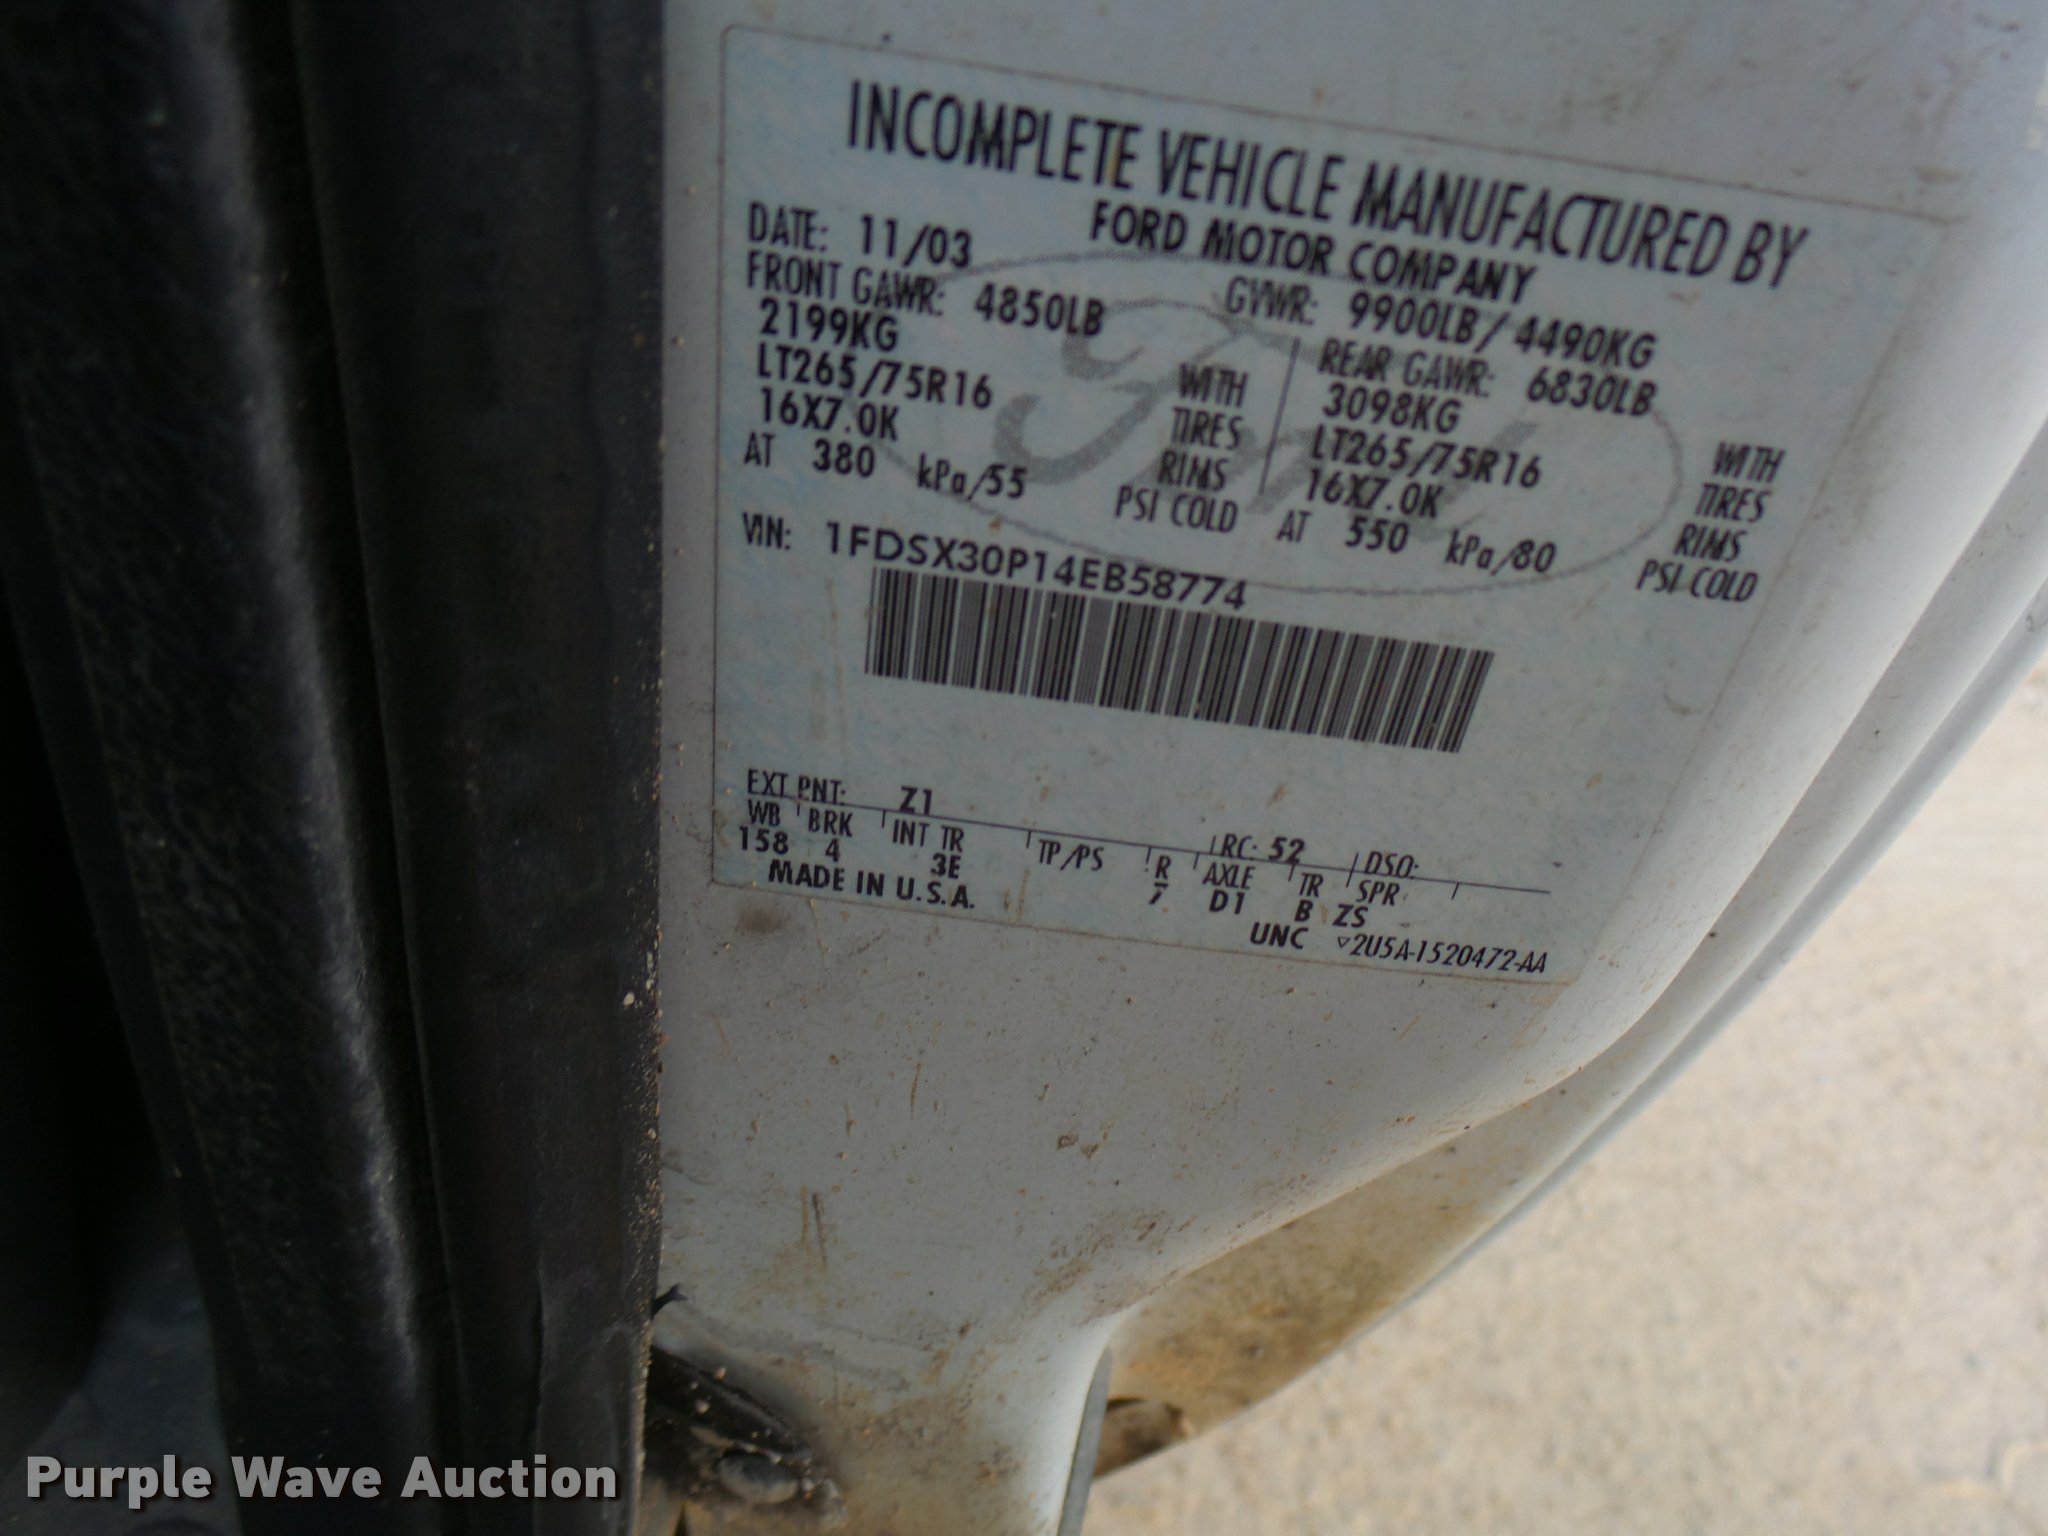 INCOMPLETE VEHICLE MANUFACTURED BY
FORD MOTOR COMPANY
DATE: 11/03 GVWR: 9900LB/ 4490KG
FRONT GAWR: 4850LB REAR GAWR: 6830LB
2199KG WITH 3098KG WITH
LT265/75R16 TIRES LT265/75R16 TIRES
16X7.0K RIMS 16X7.0K RIMS
AT 380 kPa/55 PSI COLD AT 550 kPa/80 PSI COLD
VIN: 1FDSX30P14EB58774
EXT PNT: Z1 RC: 52 DSO:
WB BRK INT TR TP/PS R AXLE TR SPR
158 4 3E 7 D1 B ZS
MADE IN U.S.A. UNC ▽2U5A-1520472-AA
Ford
Purple Wave Auction